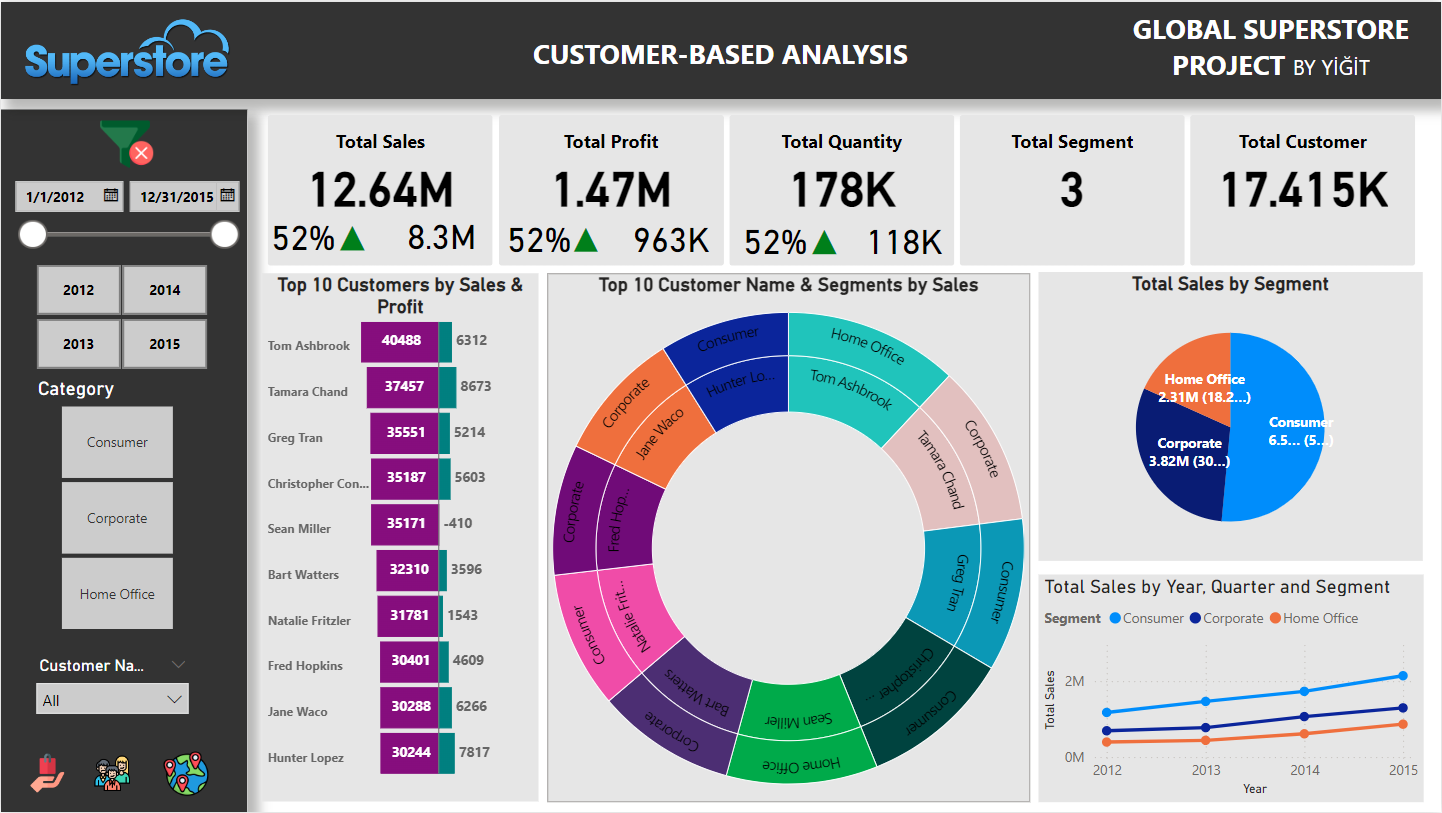 Superstore
CUSTOMER-BASED ANALYSIS
GLOBAL SUPERSTORE
PROJECT BY YİĞİT
1/1/2012
12/31/2015
2012
2014
2013
2015
Category
Consumer
Corporate
Home Office
Customer Na...
All
Total Sales
12.64M
52% 8.3M
Total Profit
1.47M
52% 963K
Total Quantity
178K
52% 118K
Total Segment
3
Total Customer
17.415K
Top 10 Customers by Sales &
Profit
Tom Ashbrook 40488 6312
Tamara Chand 37457 8673
Greg Tran 35551 5214
Christopher Con... 35187 5603
Sean Miller 35171 -410
Bart Watters 32310 3596
Natalie Fritzler 31781 1543
Fred Hopkins 30401 4609
Jane Waco 30288 6266
Hunter Lopez 30244 7817
Top 10 Customer Name & Segments by Sales
Home Office
Tom Ashbrook
Corporate
Tamara Chand
Consumer
Greg Tran
Consumer
Christopher ...
Home Office
Sean Miller
Corporate
Bart Watters
Consumer
Natalie Frit...
Corporate
Fred Hop...
Corporate
Jane Waco
Consumer
Hunter Lo...
Total Sales by Segment
Home Office
2.31M (18.2...)
Consumer
6.5... (5...)
Corporate
3.82M (30...)
Total Sales by Year, Quarter and Segment
Segment Consumer Corporate Home Office
Total Sales
2M
0M
2012 2013 2014 2015
Year